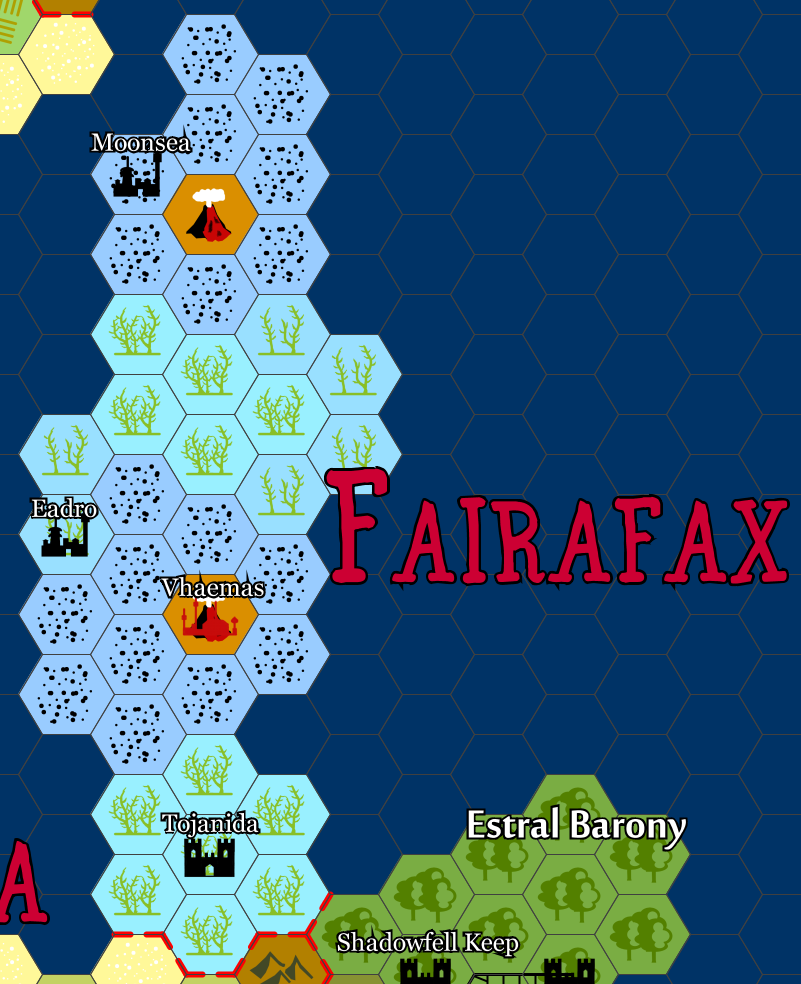 Moonsea
Eadro
FAIRAFAX
Vhaemas
Tojanida
Estral Barony
A
Shadowfell Keep